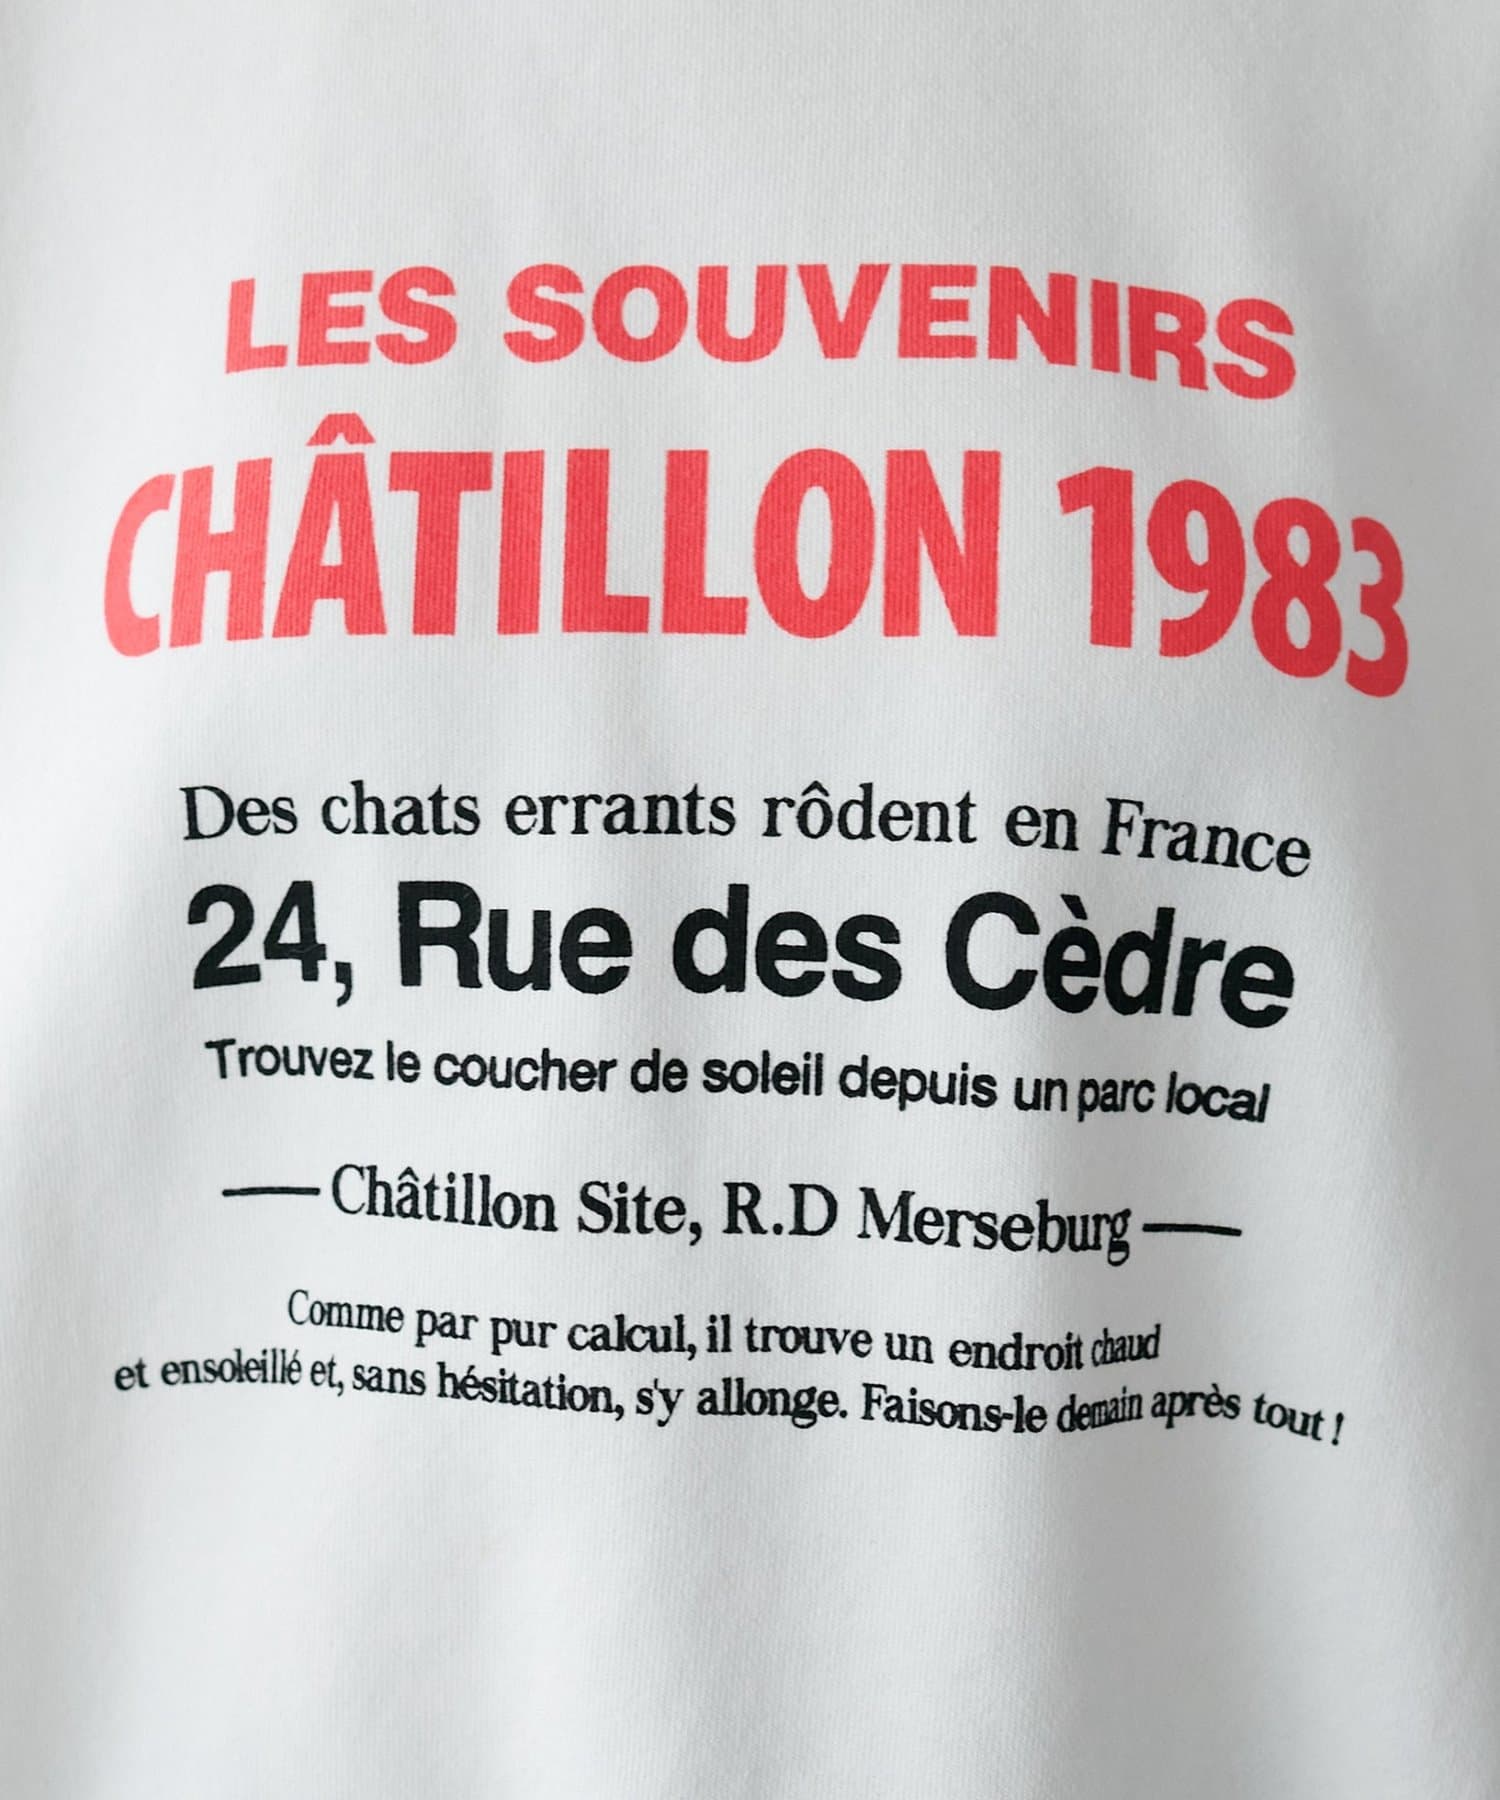 LES SOUVENIRS
CHÂTILLON 1983
Des chats errants rôdent en France
24, Rue des Cèdre
Trouvez le coucher de soleil depuis un parc local
— Châtillon Site, R.D Merseburg —
Comme par pur calcul, il trouve un endroit chaud
et ensoleillé et, sans hésitation, s'y allonge. Faisons-le demain après tout !